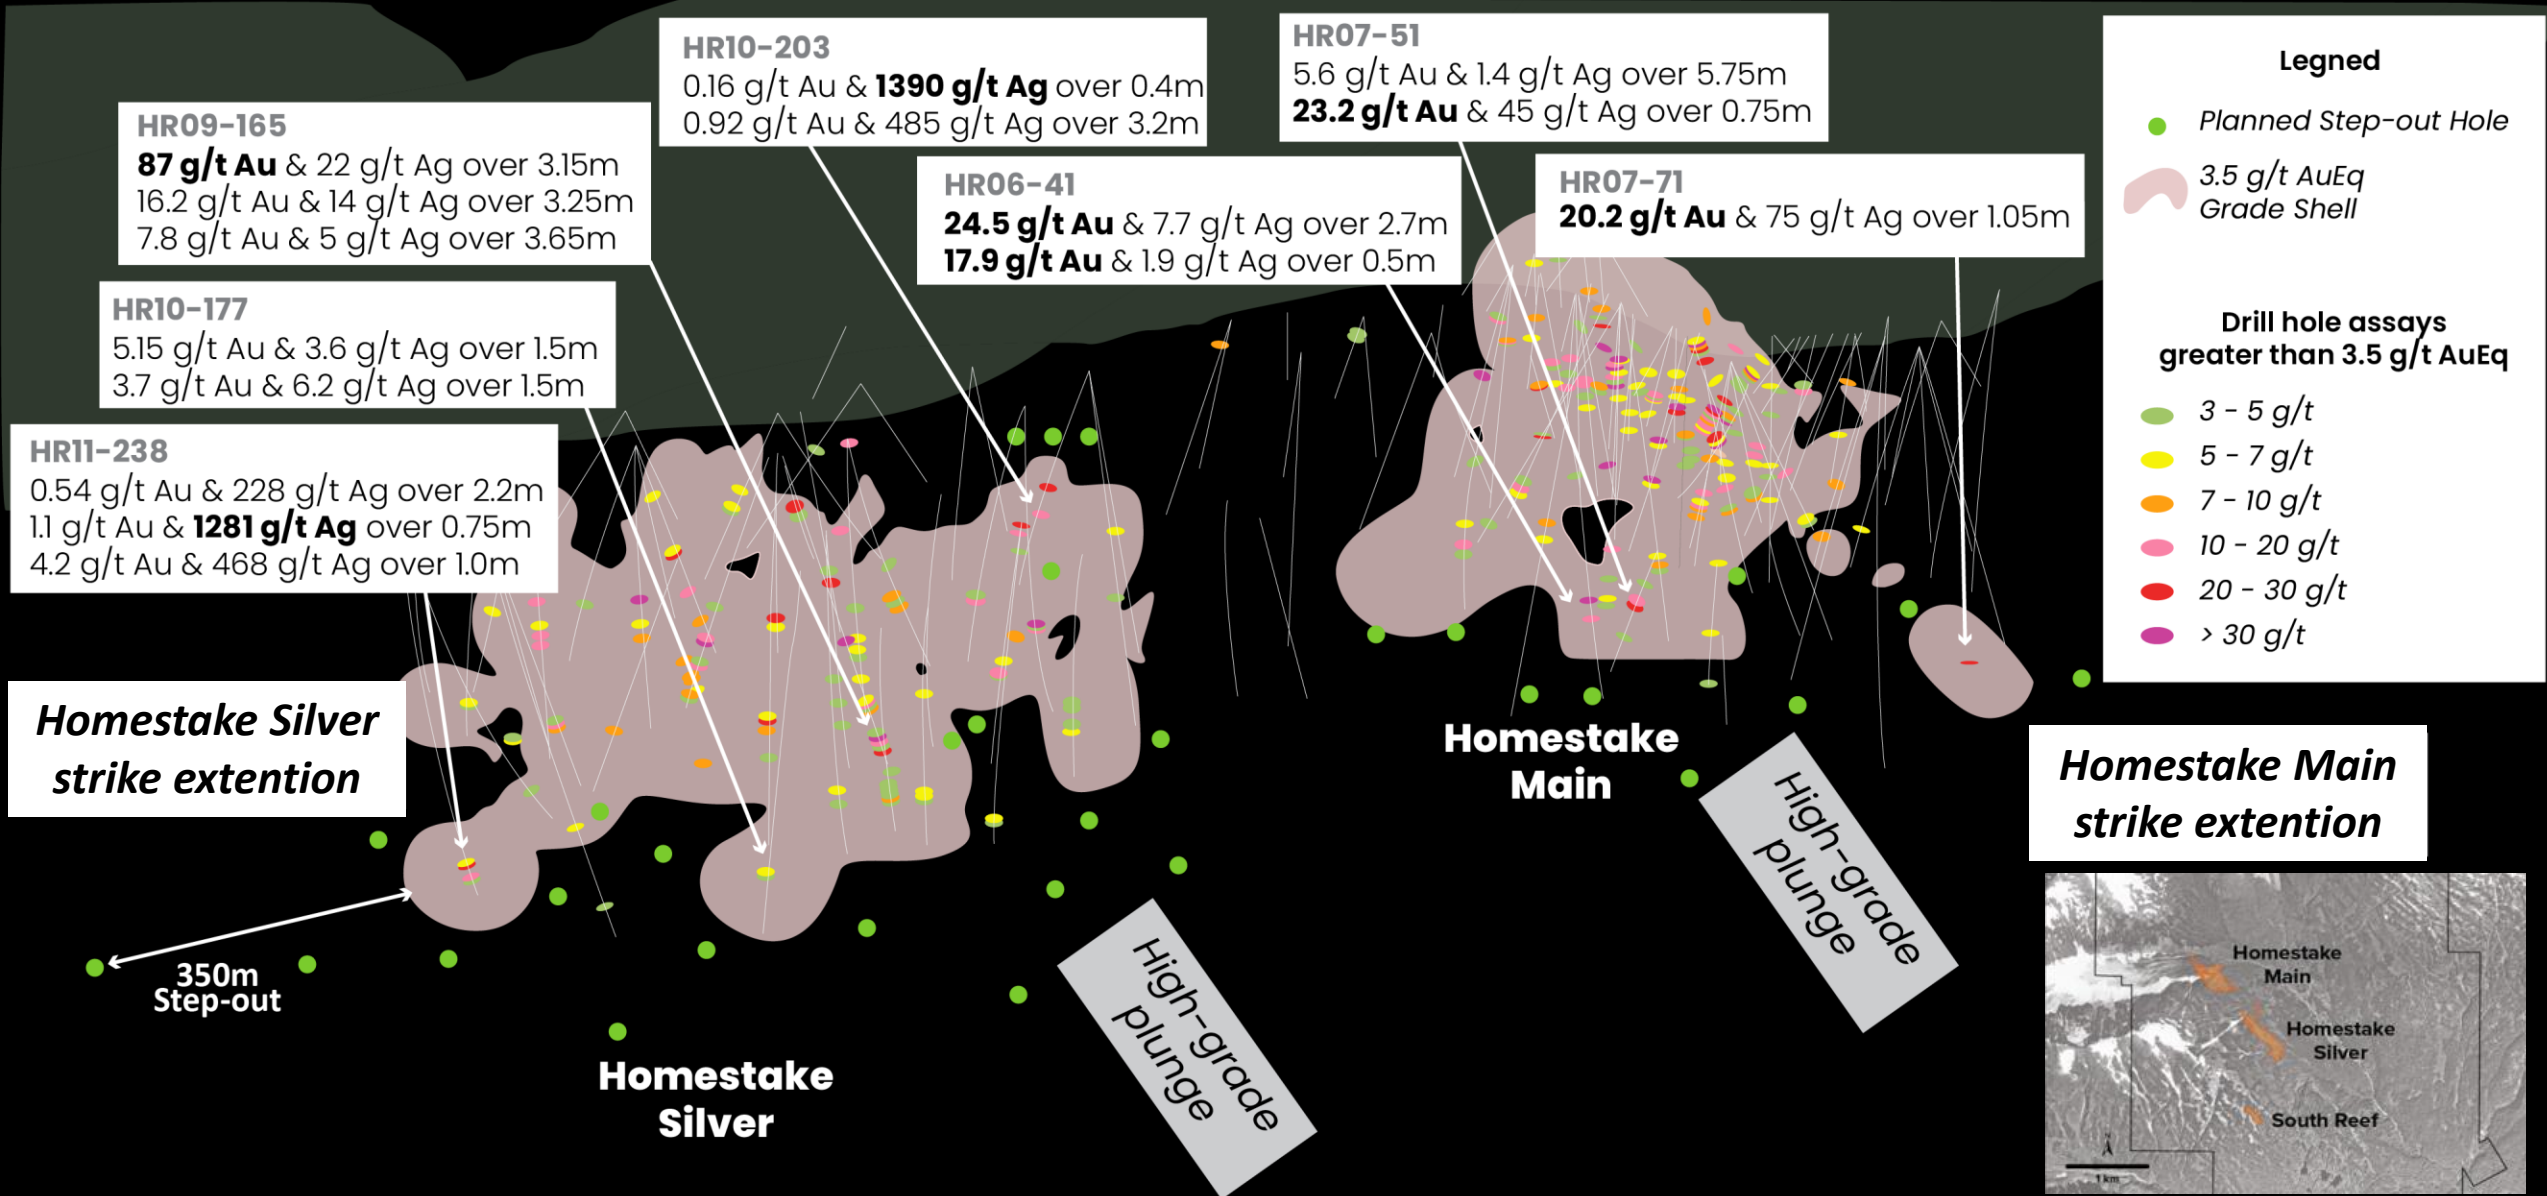 HR10-203
0.16 g/t Au & 1390 g/t Ag over 0.4m
0.92 g/t Au & 485 g/t Ag over 3.2m
HR07-51
5.6 g/t Au & 1.4 g/t Ag over 5.75m
23.2 g/t Au & 45 g/t Ag over 0.75m
HR09-165
87 g/t Au & 22 g/t Ag over 3.15m
16.2 g/t Au & 14 g/t Ag over 3.25m
7.8 g/t Au & 5 g/t Ag over 3.65m
HR06-41
24.5 g/t Au & 7.7 g/t Ag over 2.7m
17.9 g/t Au & 1.9 g/t Ag over 0.5m
HR07-71
20.2 g/t Au & 75 g/t Ag over 1.05m
HR10-177
5.15 g/t Au & 3.6 g/t Ag over 1.5m
3.7 g/t Au & 6.2 g/t Ag over 1.5m
HR11-238
0.54 g/t Au & 228 g/t Ag over 2.2m
1.1 g/t Au & 1281 g/t Ag over 0.75m
4.2 g/t Au & 468 g/t Ag over 1.0m
Legned
Planned Step-out Hole
3.5 g/t AuEq
Grade Shell
Drill hole assays
greater than 3.5 g/t AuEq
3 - 5 g/t
5 - 7 g/t
7 - 10 g/t
10 - 20 g/t
20 - 30 g/t
> 30 g/t
Homestake Silver
strike extention
Homestake
Main
High-grade
plunge
Homestake Main
strike extention
350m
Step-out
Homestake
Silver
High-grade
plunge
Homestake
Main
Homestake
Silver
South Reef
N
1 km